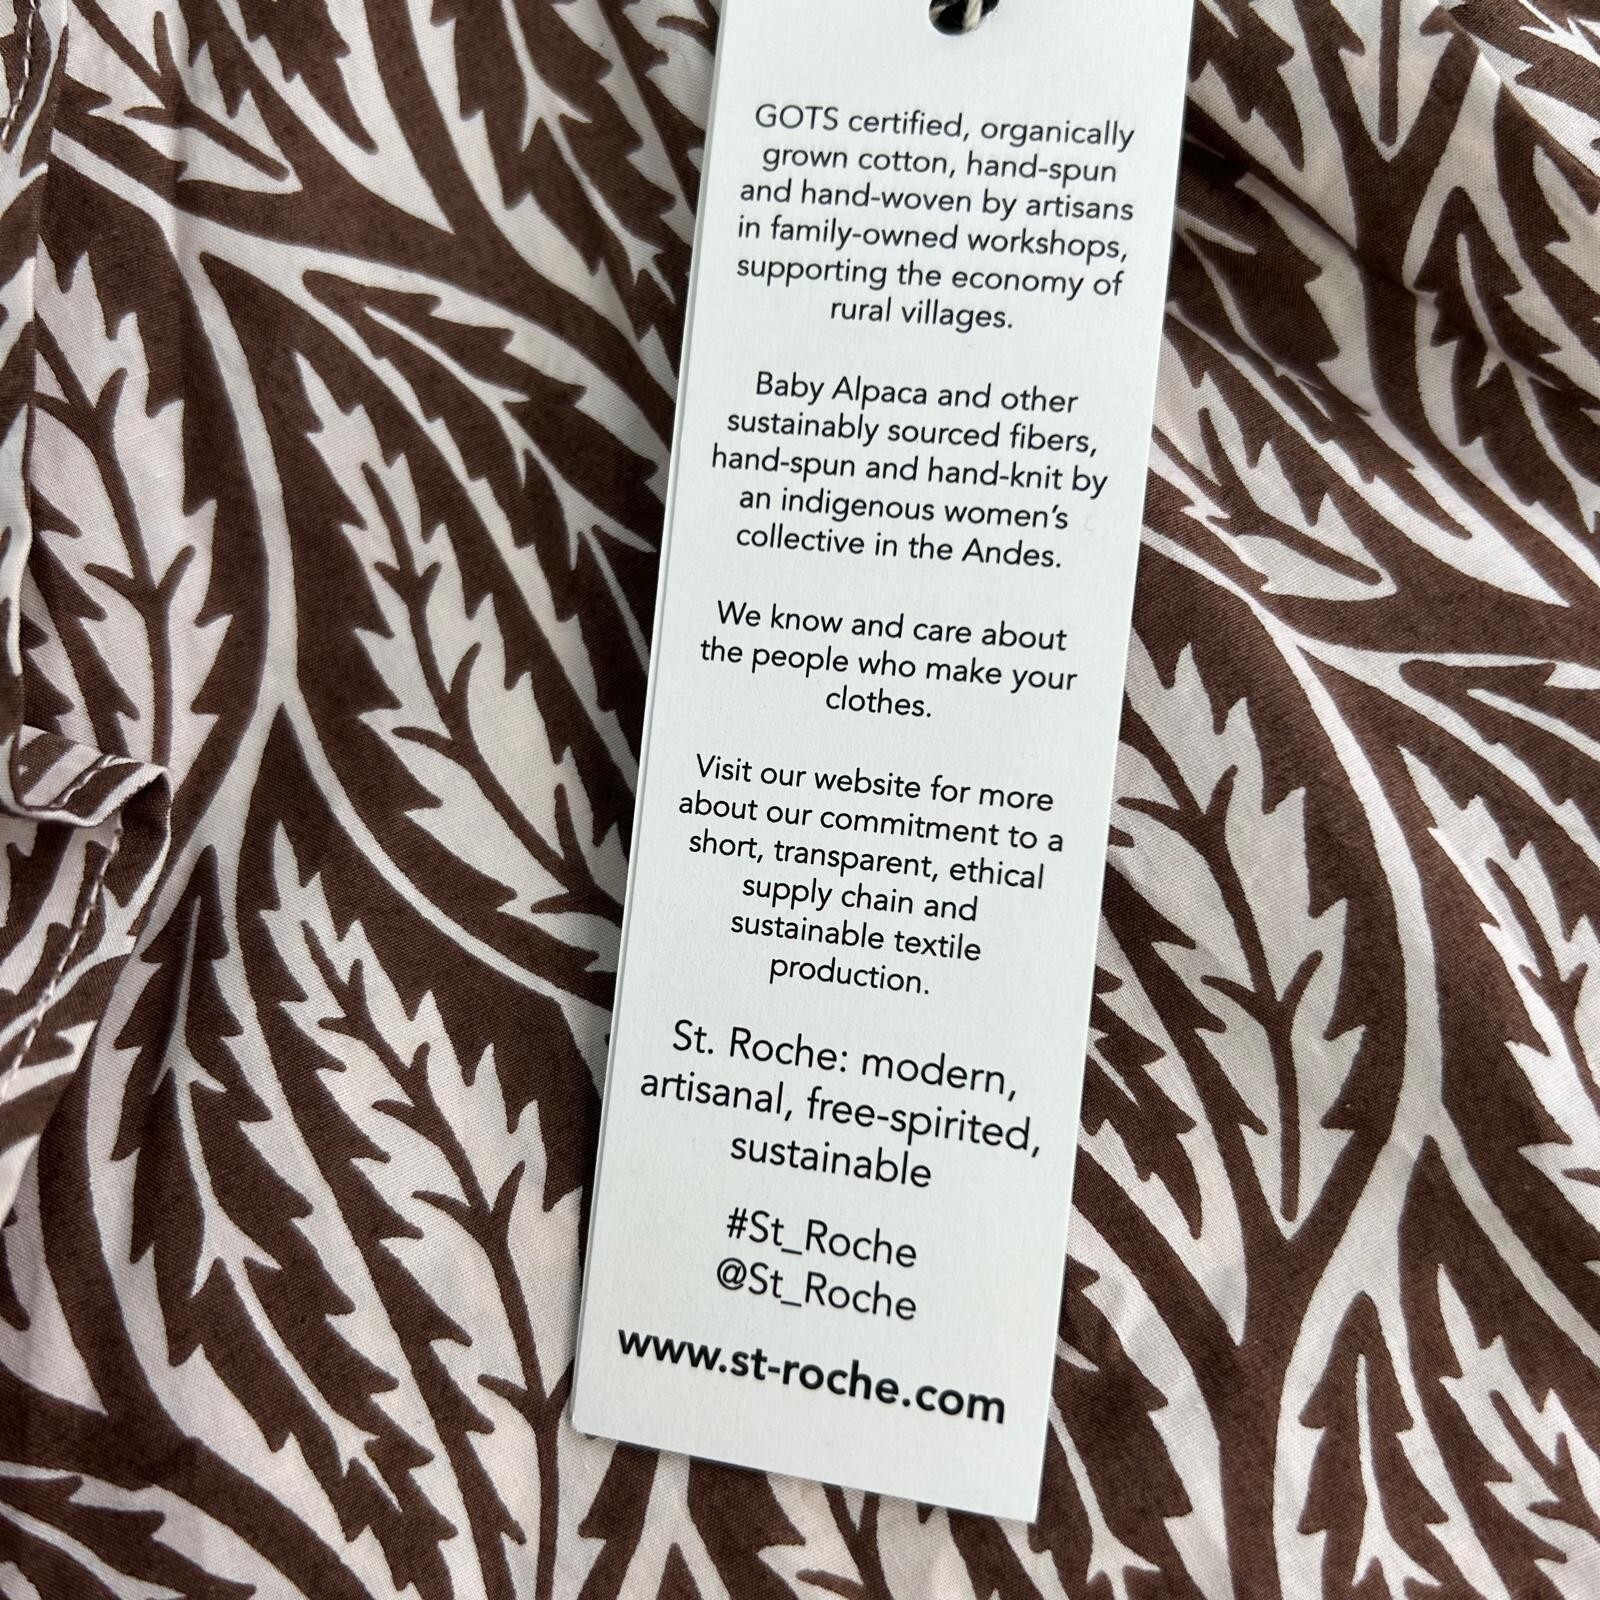 GOTS certified, organically
grown cotton, hand-spun
and hand-woven by artisans
in family-owned workshops,
supporting the economy of
rural villages.
Baby Alpaca and other
sustainably sourced fibers,
hand-spun and hand-knit by
an indigenous women's
collective in the Andes.
We know and care about
the people who make your
clothes.
Visit our website for more
about our commitment to a
short, transparent, ethical
supply chain and
sustainable textile
production.
St. Roche: modern,
artisanal, free-spirited,
sustainable
#St_Roche
@St_Roche
www.st-roche.com